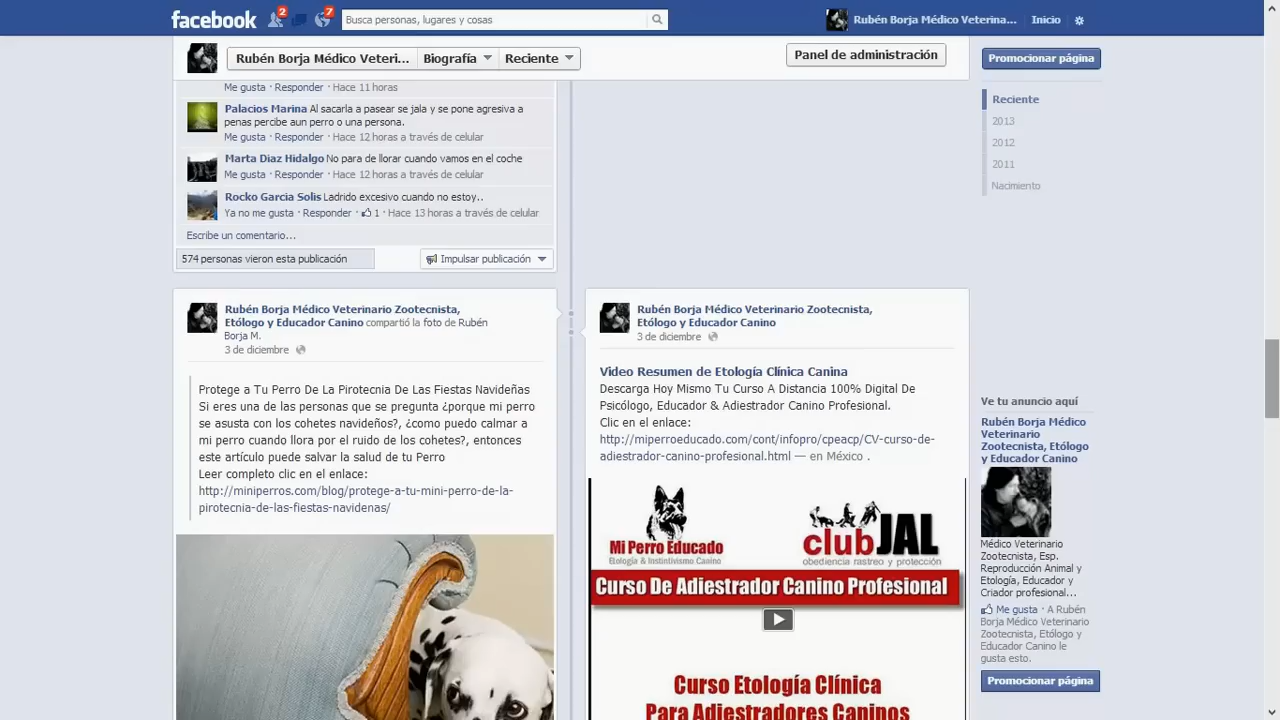 facebook
2
7
Busca personas, lugares y cosas
Rubén Borja Médico Veterina...
Inicio
Rubén Borja Médico Veteri...
Biografía
Reciente
Panel de administración
Promocionar página
Me gusta · Responder · Hace 11 horas
Palacios Marina Al sacarla a pasear se jala y se pone agresiva a
penas percibe aun perro o una persona.
Me gusta · Responder · Hace 12 horas a través de celular
Marta Diaz Hidalgo No para de llorar cuando vamos en el coche
Me gusta · Responder · Hace 12 horas a través de celular
Rocko Garcia Solis Ladrido excesivo cuando no estoy..
Ya no me gusta · Responder · 1 · Hace 13 horas a través de celular
Escribe un comentario...
574 personas vieron esta publicación
Impulsar publicación
Reciente
2013
2012
2011
Nacimiento
Rubén Borja Médico Veterinario Zootecnista,
Etólogo y Educador Canino compartió la foto de Rubén
Borja M.
3 de diciembre
Protege a Tu Perro De La Pirotecnia De Las Fiestas Navideñas
Si eres una de las personas que se pregunta ¿porque mi perro
se asusta con los cohetes navideños?, ¿como puedo calmar a
mi perro cuando llora por el ruido de los cohetes?, entonces
este artículo puede salvar la salud de tu Perro
Leer completo clic en el enlace:
http://miniperros.com/blog/protege-a-tu-mini-perro-de-la-
pirotecnia-de-las-fiestas-navidenas/
Rubén Borja Médico Veterinario Zootecnista,
Etólogo y Educador Canino
3 de diciembre
Video Resumen de Etología Clínica Canina
Descarga Hoy Mismo Tu Curso A Distancia 100% Digital De
Psicólogo, Educador & Adiestrador Canino Profesional.
Clic en el enlace:
http://miperroeducado.com/cont/infopro/cpeacp/CV-curso-de-
adiestrador-canino-profesional.html — en México .
Mi Perro Educado
Etología & Instintivismo Canino
clubJAL
obediencia rastreo y protección
Curso De Adiestrador Canino Profesional
Curso Etología Clínica
Para Adiestradores Caninos
Ve tu anuncio aquí
Rubén Borja Médico
Veterinario
Zootecnista, Etólogo
y Educador Canino
Médico Veterinario
Zootecnista, Esp.
Reproducción Animal y
Etología, Educador y
Criador profesional...
Me gusta · A Rubén
Borja Médico Veterinario
Zootecnista, Etólogo y
Educador Canino le
gusta esto.
Promocionar página